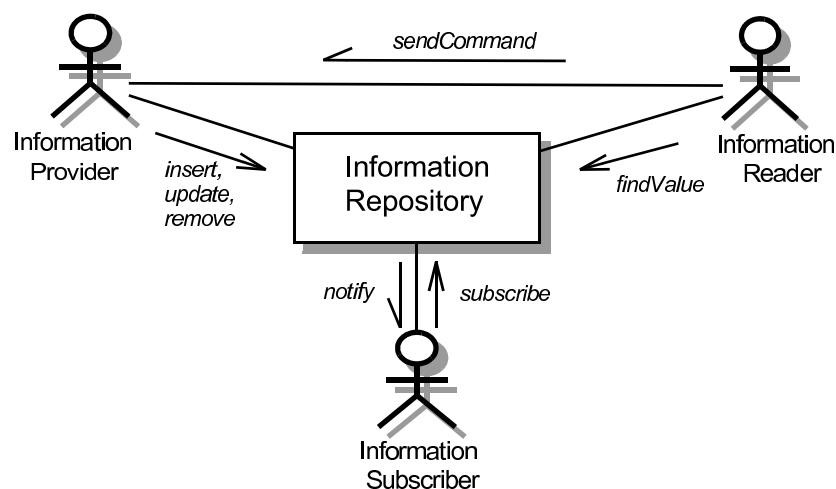 sendCommand
Information
Provider
Information
Reader
insert,
update,
remove
Information
Repository
findValue
notify
subscribe
Information
Subscriber